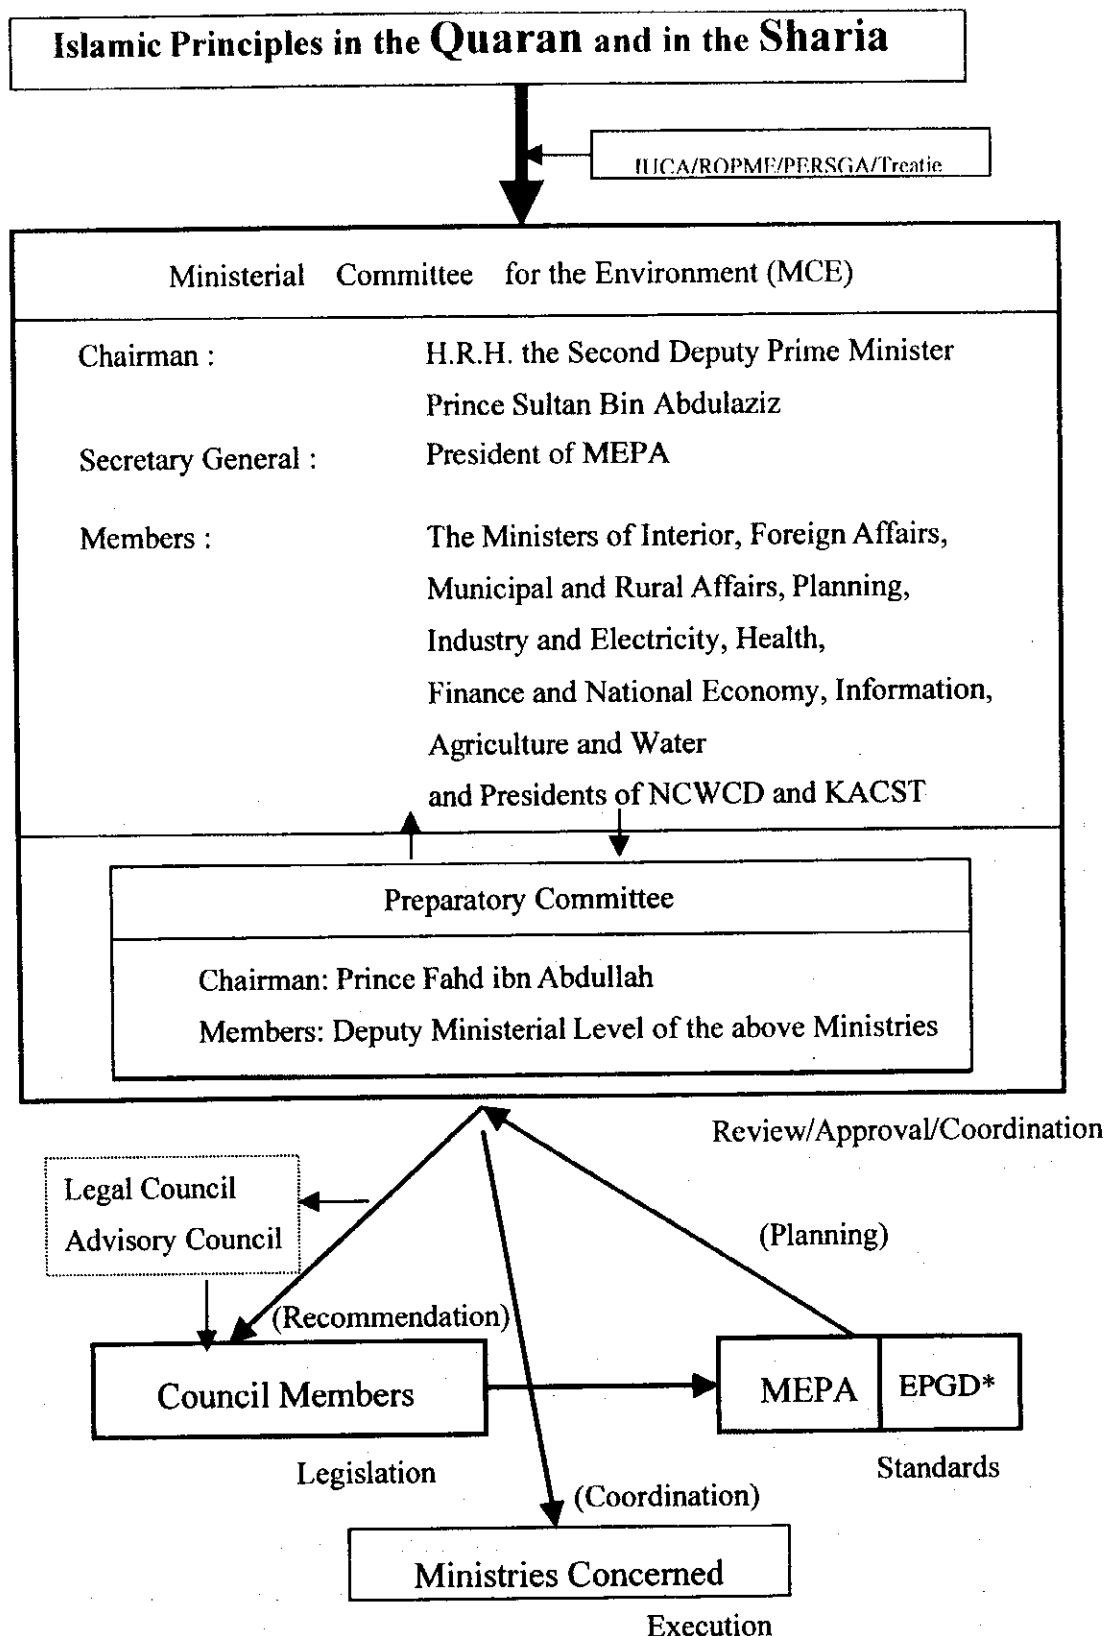 Islamic Principles in the Quaran and in the Sharia
IUCA/ROPME/PERSGA/Treatie
Ministerial Committee for the Environment (MCE)
Chairman : H.R.H. the Second Deputy Prime Minister
Prince Sultan Bin Abdulaziz
Secretary General : President of MEPA
Members : The Ministers of Interior, Foreign Affairs,
Municipal and Rural Affairs, Planning,
Industry and Electricity, Health,
Finance and National Economy, Information,
Agriculture and Water
and Presidents of NCWCD and KACST
Preparatory Committee
Chairman: Prince Fahd ibn Abdullah
Members: Deputy Ministerial Level of the above Ministries
Review/Approval/Coordination
Legal Council
Advisory Council
(Planning)
(Recommendation)
Council Members
MEPA EPGD*
Legislation
Standards
(Coordination)
Ministries Concerned
Execution